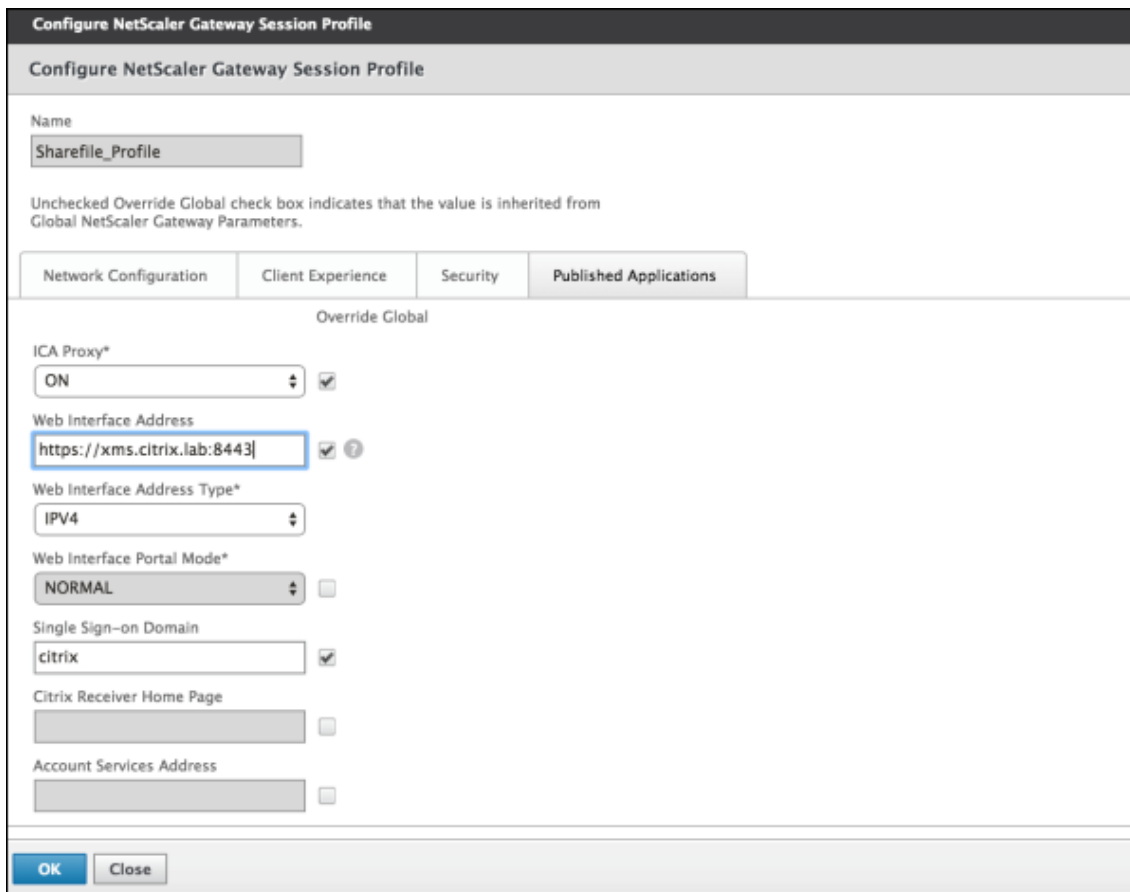 Configure NetScaler Gateway Session Profile
Configure NetScaler Gateway Session Profile
Name
Sharefile_Profile
Unchecked Override Global check box indicates that the value is inherited from
Global NetScaler Gateway Parameters.
Network Configuration Client Experience Security Published Applications
Override Global
ICA Proxy*
ON
Web Interface Address
https://xms.citrix.lab:8443
?
Web Interface Address Type*
IPV4
Web Interface Portal Mode*
NORMAL
Single Sign-on Domain
citrix
Citrix Receiver Home Page
Account Services Address
OK Close